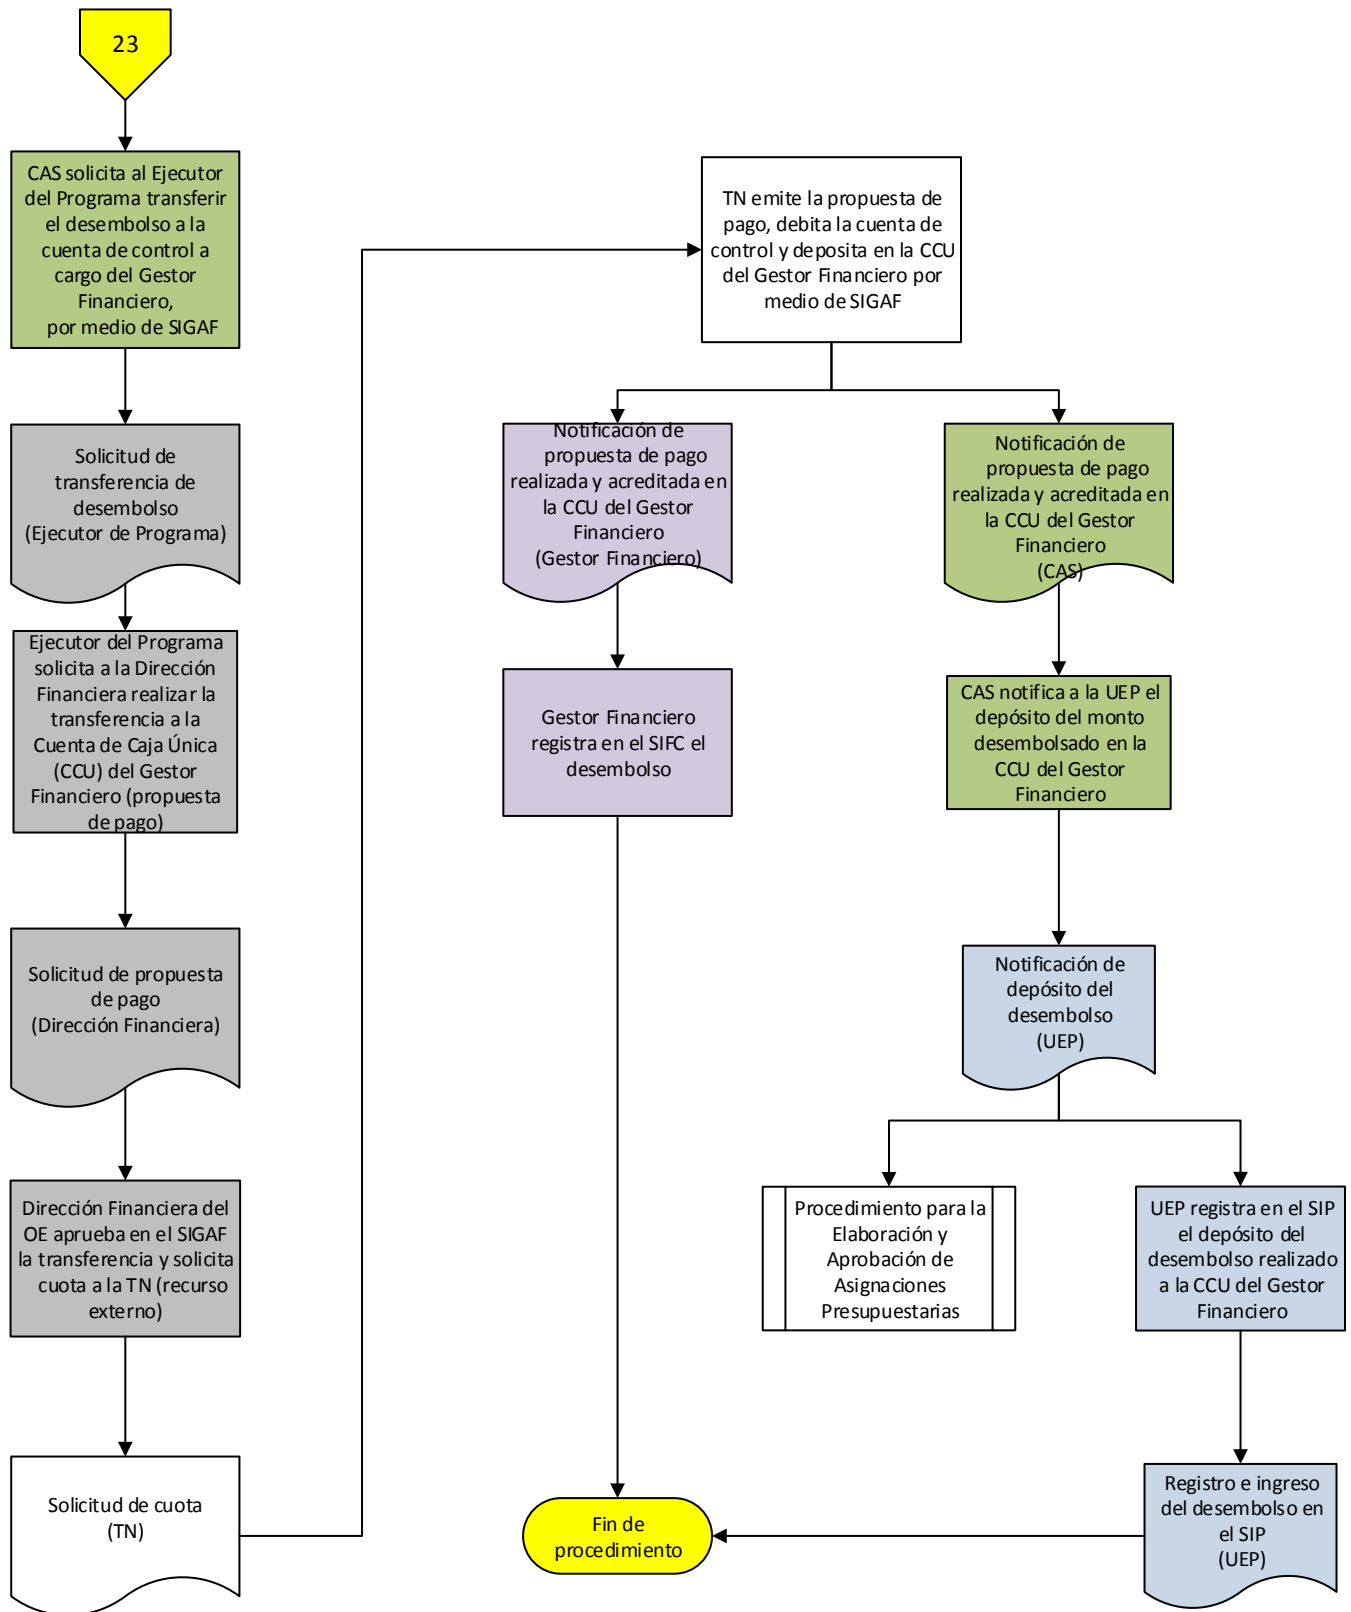 23
CAS solicita al Ejecutor
del Programa transferir
el desembolso a la
cuenta de control a
cargo del Gestor
Financiero,
por medio de SIGAF
Solicitud de
transferencia de
desembolso
(Ejecutor de Programa)
Ejecutor del Programa
solicita a la Dirección
Financiera realizar la
transferencia a la
Cuenta de Caja Única
(CCU) del Gestor
Financiero (propuesta
de pago)
Solicitud de propuesta
de pago
(Dirección Financiera)
Dirección Financiera del
OE aprueba en el SIGAF
la transferencia y solicita
cuota a la TN (recurso
externo)
Solicitud de cuota
(TN)
TN emite la propuesta de
pago, debita la cuenta de
control y deposita en la CCU
del Gestor Financiero por
medio de SIGAF
Notificación de
propuesta de pago
realizada y acreditada en
la CCU del Gestor
Financiero
(Gestor Financiero)
Gestor Financiero
registra en el SIFC el
desembolso
Notificación de
propuesta de pago
realizada y acreditada en
la CCU del Gestor
Financiero
(CAS)
CAS notifica a la UEP el
depósito del monto
desembolsado en la
CCU del Gestor
Financiero
Notificación de
depósito del
desembolso
(UEP)
Procedimiento para la
Elaboración y
Aprobación de
Asignaciones
Presupuestarias
UEP registra en el SIP
el depósito del
desembolso realizado
a la CCU del Gestor
Financiero
Registro e ingreso
del desembolso en
el SIP
(UEP)
Fin de
procedimiento